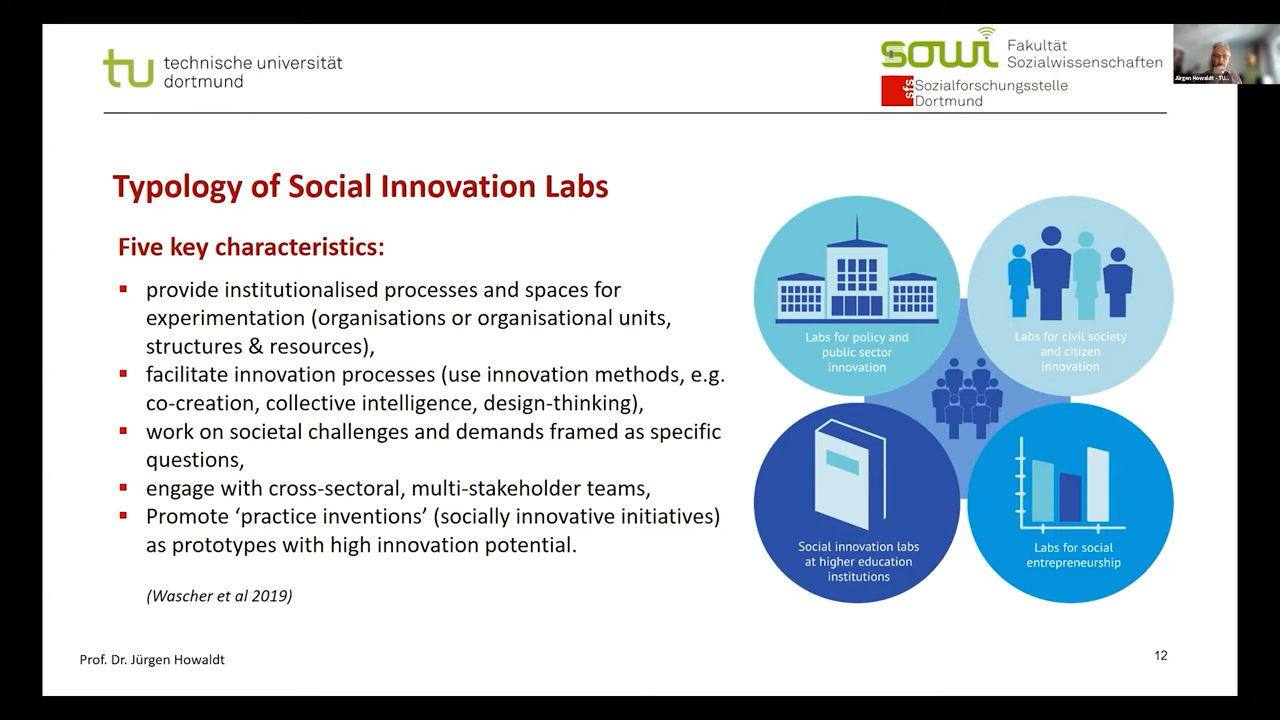 tu technische universität
dortmund
sowi Fakultät
Sozialwissenschaften
sfs Sozialforschungsstelle
Dortmund
Jürgen Howaldt - TU...
Typology of Social Innovation Labs
Five key characteristics:
▪ provide institutionalised processes and spaces for
experimentation (organisations or organisational units,
structures & resources),
▪ facilitate innovation processes (use innovation methods, e.g.
co-creation, collective intelligence, design-thinking),
▪ work on societal challenges and demands framed as specific
questions,
▪ engage with cross-sectoral, multi-stakeholder teams,
▪ Promote ‘practice inventions’ (socially innovative initiatives)
as prototypes with high innovation potential.
(Wascher et al 2019)
Labs for policy and
public sector
innovation
Labs for civil society
and citizen
innovation
Social innovation labs
at higher education
institutions
Labs for social
entrepreneurship
Prof. Dr. Jürgen Howaldt
12